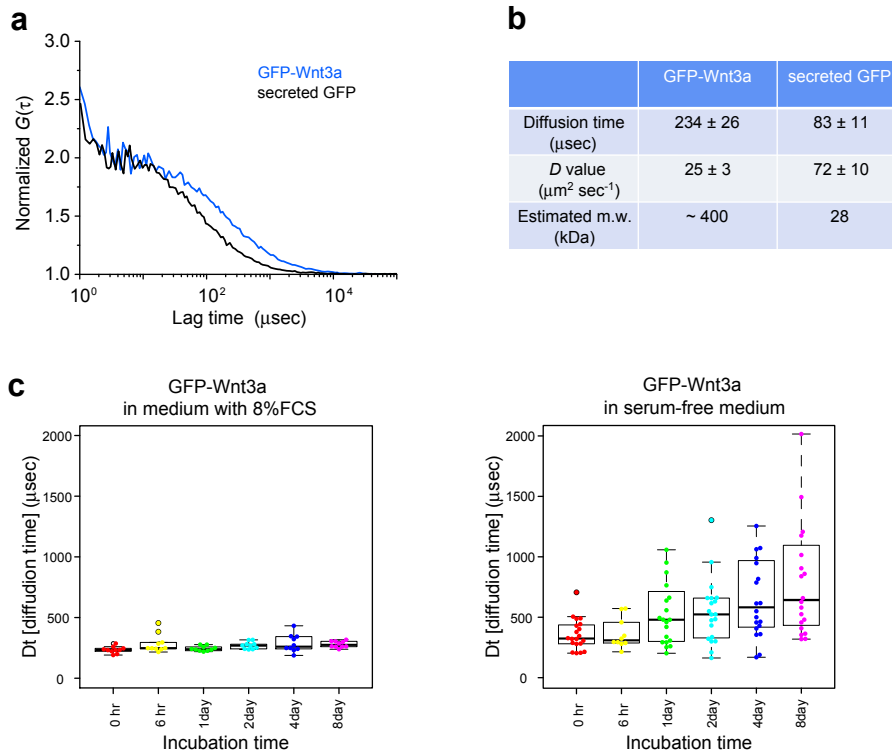 a
GFP-Wnt3a
secreted GFP
Normalized G(τ)
3.0
2.5
2.0
1.5
1.0
10⁰
10²
10⁴
Lag time (μsec)
b
GFP-Wnt3a secreted GFP
Diffusion time (μsec) 234 ± 26 83 ± 11
D value (μm² sec⁻¹) 25 ± 3 72 ± 10
Estimated m.w. (kDa) ~ 400 28
c
GFP-Wnt3a
in medium with 8%FCS
Dt [diffudion time] (μsec)
2000
1000
500
0
0 hr
6 hr
1day
2day
4day
8day
Incubation time
GFP-Wnt3a
in serum-free medium
Dt [diffudion time] (μsec)
2000
1500
1000
500
0
0 hr
6 hr
1day
2day
4day
8day
Incubation time